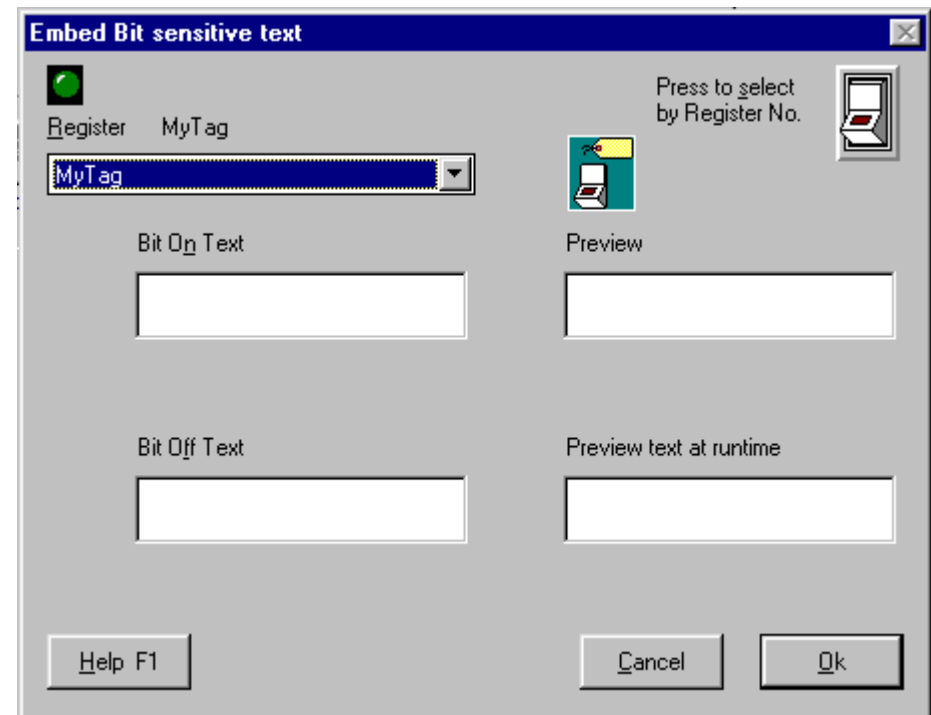 Embed Bit sensitive text
Press to select
by Register No.
Register MyTag
MyTag
Bit On Text
Preview
Bit Off Text
Preview text at runtime
Help F1
Cancel
Ok